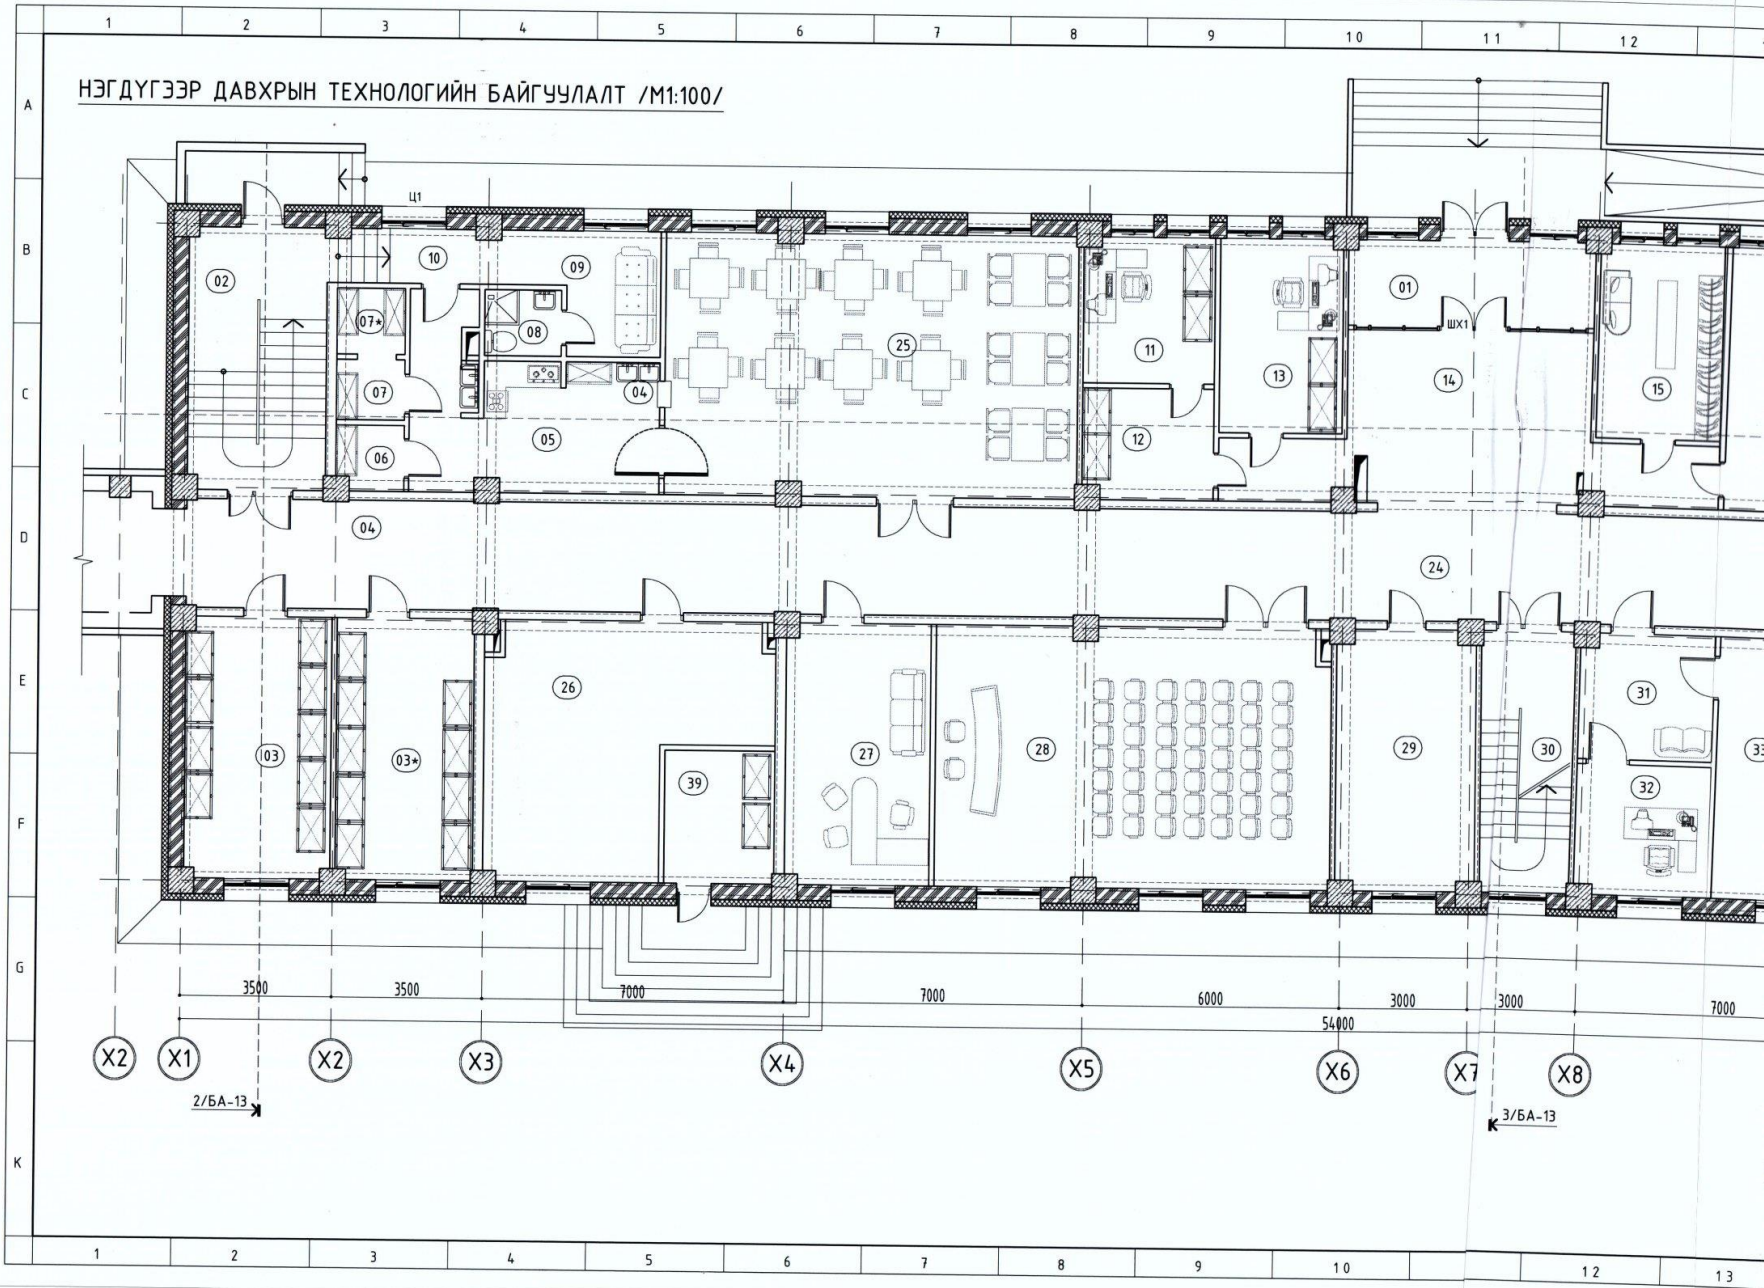 1 2 3 4 5 6 7 8 9 10 11 12
A
НЭГДҮГЭЭР ДАВХРЫН ТЕХНОЛОГИЙН БАЙГУУЛАЛТ /М1:100/
Ц1
B
02 10 09 01
07* 08 25 11 ШХ1
C
07 04 13 14 15
05 06 12
D
04 24
E
26 31
03 03* 39 27 28 29 30 33
F
32
G
3500 3500 7000 7000 6000 3000 3000 7000
54000
X2 X1 X2 X3 X4 X5 X6 X7 X8
2/БА-13 3/БА-13
K
1 2 3 4 5 6 7 8 9 10 12 13